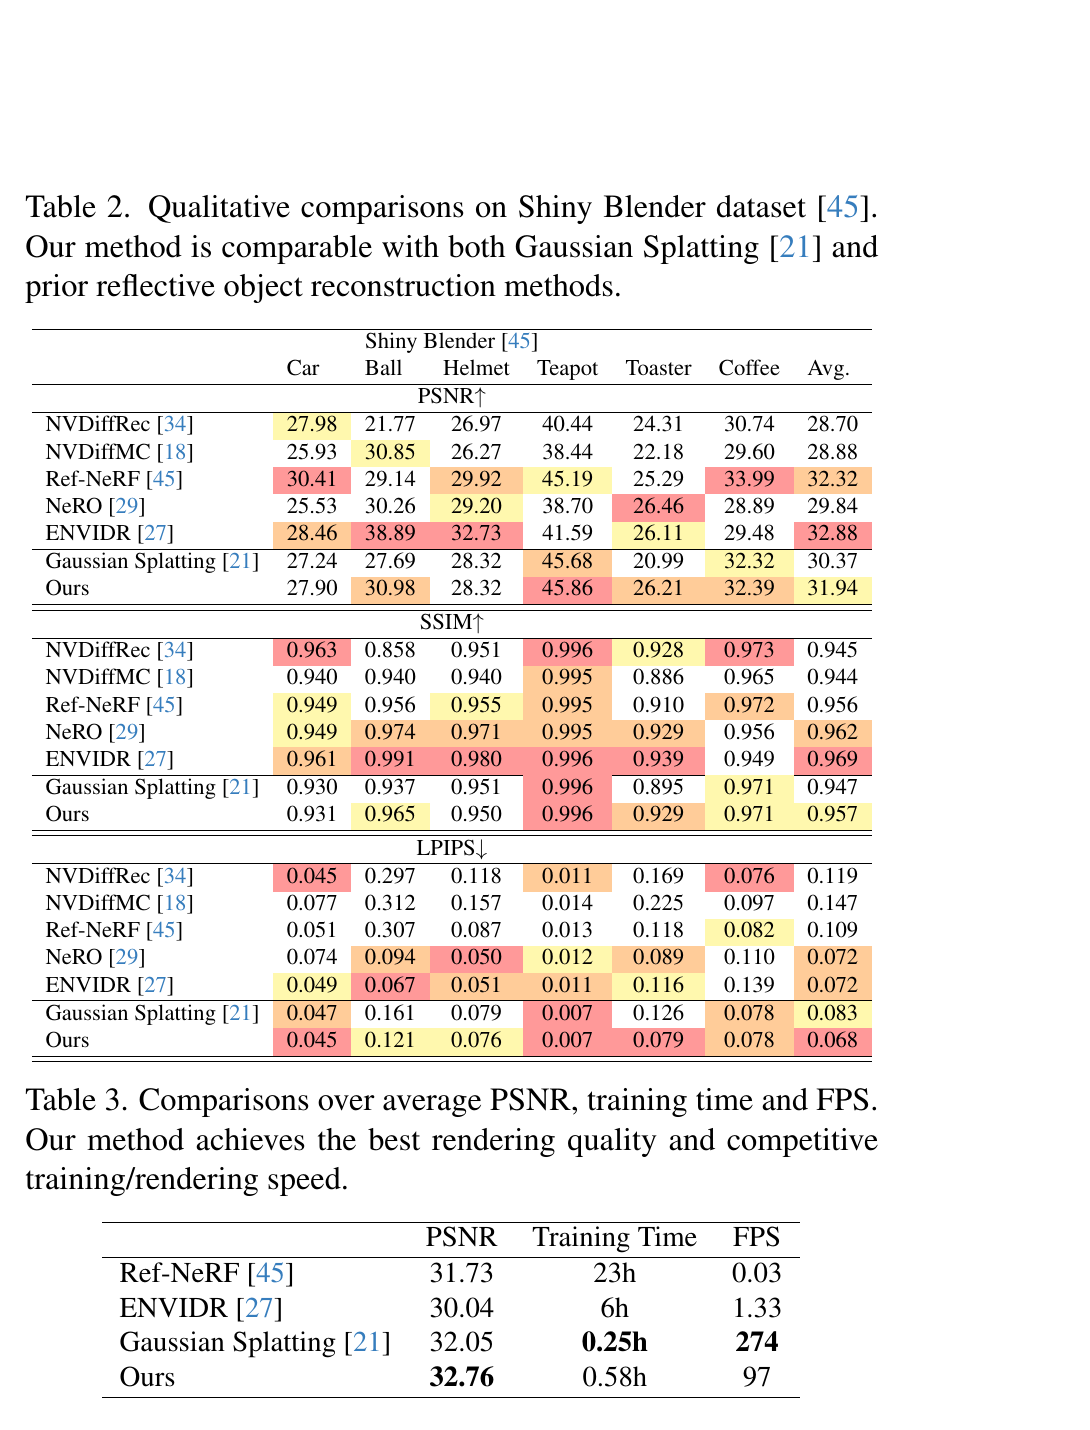 Table 2. Qualitative comparisons on Shiny Blender dataset [45].
Our method is comparable with both Gaussian Splatting [21] and
prior reflective object reconstruction methods.
Shiny Blender [45]
Car Ball Helmet Teapot Toaster Coffee Avg.
PSNR↑
NVDiffRec [34] 27.98 21.77 26.97 40.44 24.31 30.74 28.70
NVDiffMC [18] 25.93 30.85 26.27 38.44 22.18 29.60 28.88
Ref-NeRF [45] 30.41 29.14 29.92 45.19 25.29 33.99 32.32
NeRO [29] 25.53 30.26 29.20 38.70 26.46 28.89 29.84
ENVIDR [27] 28.46 38.89 32.73 41.59 26.11 29.48 32.88
Gaussian Splatting [21] 27.24 27.69 28.32 45.68 20.99 32.32 30.37
Ours 27.90 30.98 28.32 45.86 26.21 32.39 31.94
SSIM↑
NVDiffRec [34] 0.963 0.858 0.951 0.996 0.928 0.973 0.945
NVDiffMC [18] 0.940 0.940 0.940 0.995 0.886 0.965 0.944
Ref-NeRF [45] 0.949 0.956 0.955 0.995 0.910 0.972 0.956
NeRO [29] 0.949 0.974 0.971 0.995 0.929 0.956 0.962
ENVIDR [27] 0.961 0.991 0.980 0.996 0.939 0.949 0.969
Gaussian Splatting [21] 0.930 0.937 0.951 0.996 0.895 0.971 0.947
Ours 0.931 0.965 0.950 0.996 0.929 0.971 0.957
LPIPS↓
NVDiffRec [34] 0.045 0.297 0.118 0.011 0.169 0.076 0.119
NVDiffMC [18] 0.077 0.312 0.157 0.014 0.225 0.097 0.147
Ref-NeRF [45] 0.051 0.307 0.087 0.013 0.118 0.082 0.109
NeRO [29] 0.074 0.094 0.050 0.012 0.089 0.110 0.072
ENVIDR [27] 0.049 0.067 0.051 0.011 0.116 0.139 0.072
Gaussian Splatting [21] 0.047 0.161 0.079 0.007 0.126 0.078 0.083
Ours 0.045 0.121 0.076 0.007 0.079 0.078 0.068
Table 3. Comparisons over average PSNR, training time and FPS.
Our method achieves the best rendering quality and competitive
training/rendering speed.
PSNR Training Time FPS
Ref-NeRF [45] 31.73 23h 0.03
ENVIDR [27] 30.04 6h 1.33
Gaussian Splatting [21] 32.05 0.25h 274
Ours 32.76 0.58h 97